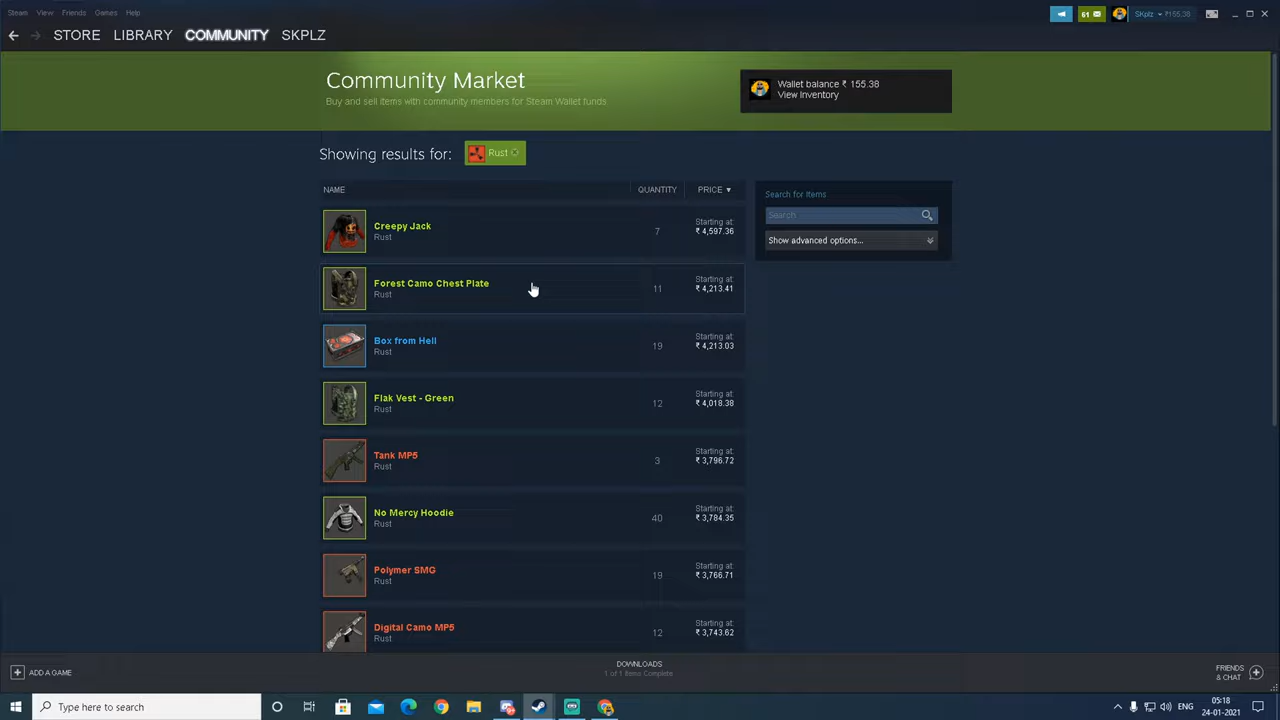 Steam View Friends Games Help
61 SKplz ₹155.38
STORE LIBRARY COMMUNITY SKPLZ
Community Market
Buy and sell items with community members for Steam Wallet funds.
Wallet balance ₹ 155.38
View Inventory
Showing results for: Rust
NAME QUANTITY PRICE ▼
Creepy Jack
Rust
7
Starting at:
₹ 4,597.36
Forest Camo Chest Plate
Rust
11
Starting at:
₹ 4,213.41
Box from Hell
Rust
19
Starting at:
₹ 4,213.03
Flak Vest - Green
Rust
12
Starting at:
₹ 4,018.38
Tank MP5
Rust
3
Starting at:
₹ 3,796.72
No Mercy Hoodie
Rust
40
Starting at:
₹ 3,784.35
Polymer SMG
Rust
19
Starting at:
₹ 3,766.71
Digital Camo MP5
Rust
12
Starting at:
₹ 3,743.62
Search for Items
Search
Show advanced options...
ADD A GAME
DOWNLOADS
1 of 1 Items Complete
FRIENDS
& CHAT
Type here to search
ENG
05:18
24-01-2021